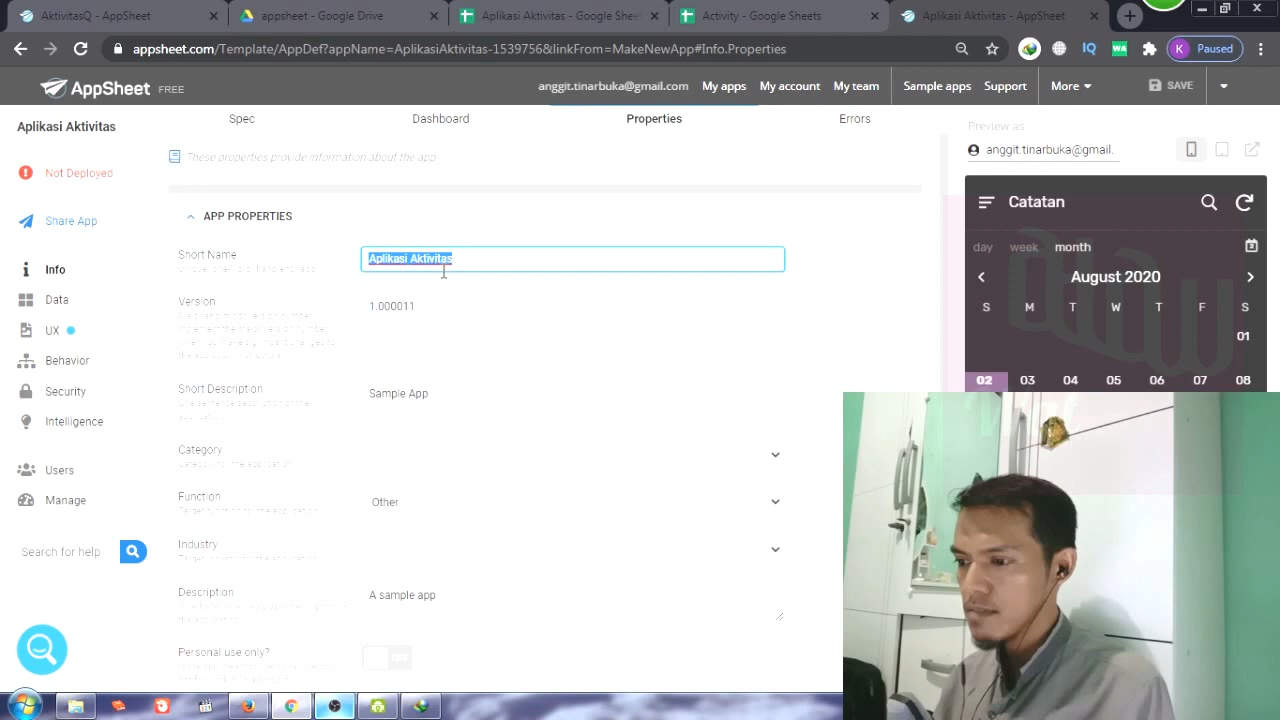 AktivitasQ - AppSheet
appsheet - Google Drive
Aplikasi Aktivitas - Google Shee
Activity - Google Sheets
Aplikasi Aktivitas - AppSheet
appsheet.com/Template/AppDef?appName=AplikasiAktivitas-1539756&linkFrom=MakeNewApp#Info.Properties
IQ
WA
K
Paused
AppSheet FREE
anggit.tinarbuka@gmail.com
My apps
My account
My team
Sample apps
Support
More
SAVE
Aplikasi Aktivitas
Spec
Dashboard
Properties
Errors
Preview as
anggit.tinarbuka@gmail.
These properties provide information about the app
Not Deployed
Share App
Info
Data
UX
Behavior
Security
Intelligence
Users
Manage
Search for help
APP PROPERTIES
Short Name
Aplikasi Aktivitas
Version
1.000011
Short Description
Sample App
Category
Function
Other
Industry
Description
A sample app
Personal use only?
OFF
Catatan
day week month
August 2020
S M T W T F S
01
02 03 04 05 06 07 08